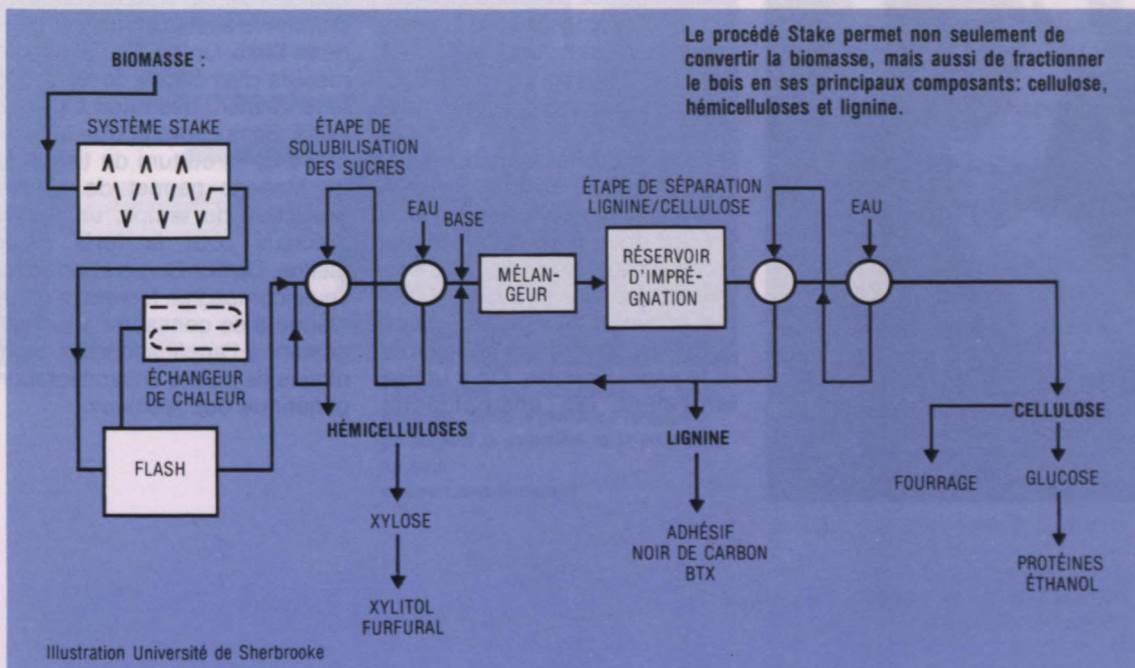 Le procédé Stake permet non seulement de
convertir la biomasse, mais aussi de fractionner
le bois en ses principaux composants: cellulose,
hémicelluloses et lignine.
BIOMASSE :
SYSTÈME STAKE
ÉTAPE DE
SOLUBILISATION
DES SUCRES
EAU
BASE
MÉLAN-
GEUR
RÉSERVOIR
D'IMPRÉ-
GNATION
ÉTAPE DE SÉPARATION
LIGNINE/CELLULOSE
EAU
ÉCHANGEUR
DE CHALEUR
FLASH
HÉMICELLULOSES
XYLOSE
XYLITOL
FURFURAL
LIGNINE
ADHÉSIF
NOIR DE CARBON
BTX
CELLULOSE
FOURRAGE
GLUCOSE
PROTÉINES
ÉTHANOL
Illustration Université de Sherbrooke